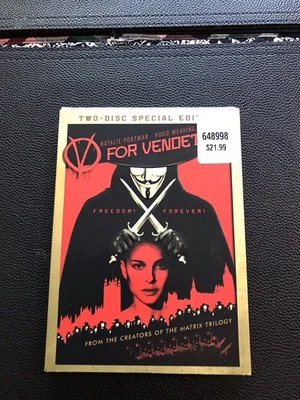 TWO-DISC SPECIAL EDI
NATALIE PORTMAN HUGO WEAVING
V FOR VENDET
648998
$21.99
FREEDOM! FOREVER!
FROM THE CREATORS OF THE MATRIX TRILOGY